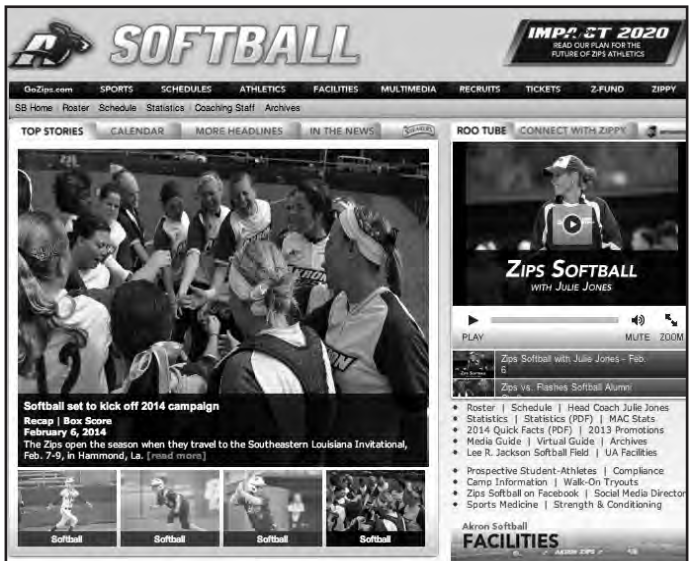 SOFTBALL
IMPACT 2020
READ OUR PLAN FOR THE
FUTURE OF ZIPS ATHLETICS
GoZips.com SPORTS SCHEDULES ATHLETICS FACILITIES MULTIMEDIA RECRUITS TICKETS Z-FUND ZIPPY
SB Home Roster Schedule Statistics Coaching Staff Archives
TOP STORIES CALENDAR MORE HEADLINES IN THE NEWS
ROO TUBE CONNECT WITH ZIPPY
ZIPS SOFTBALL
WITH JULIE JONES
PLAY MUTE ZOOM
Zips Softball with Julie Jones - Feb.
6
Zips vs. Flashes Softball Alumni
Softball set to kick off 2014 campaign
Recap | Box Score
February 6, 2014
The Zips open the season when they travel to the Southeastern Louisiana Invitational,
Feb. 7-9, in Hammond, La. [read more]
Softball Softball Softball Softball
Roster | Schedule | Head Coach Julie Jones
Statistics | Statistics (PDF) | MAC Stats
2014 Quick Facts (PDF) | 2013 Promotions
Media Guide | Virtual Guide | Archives
Lee R. Jackson Softball Field | UA Facilities
Prospective Student-Athletes | Compliance
Camp Information | Walk-On Tryouts
Zips Softball on Facebook | Social Media Director
Sports Medicine | Strength & Conditioning
Akron Softball
FACILITIES